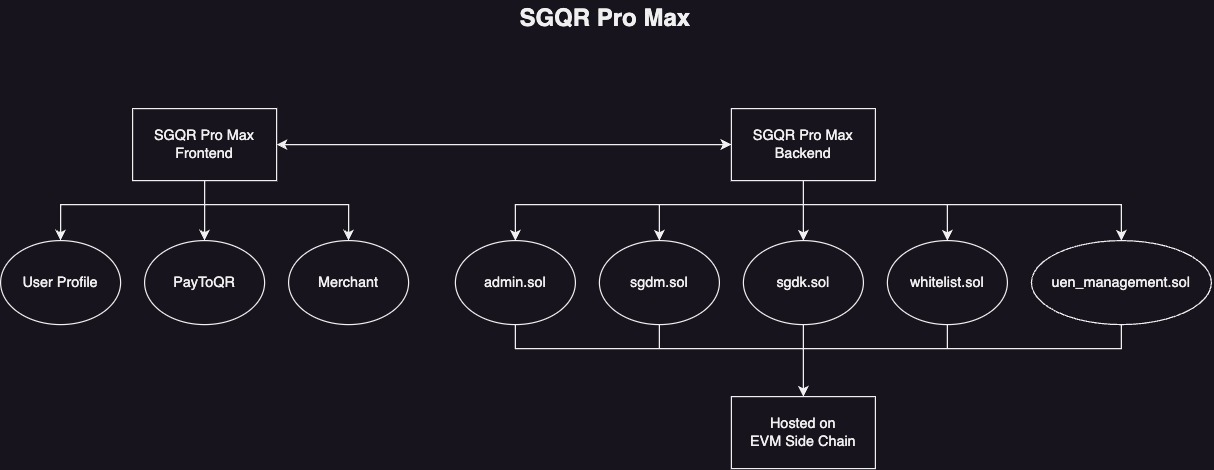 SGQR Pro Max
SGQR Pro Max
Frontend
SGQR Pro Max
Backend
User Profile
PayToQR
Merchant
admin.sol
sgdm.sol
sgdk.sol
whitelist.sol
uen_management.sol
Hosted on
EVM Side Chain